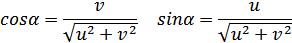 cosα = v/√(u² + v²)   sinα = u/√(u² + v²)